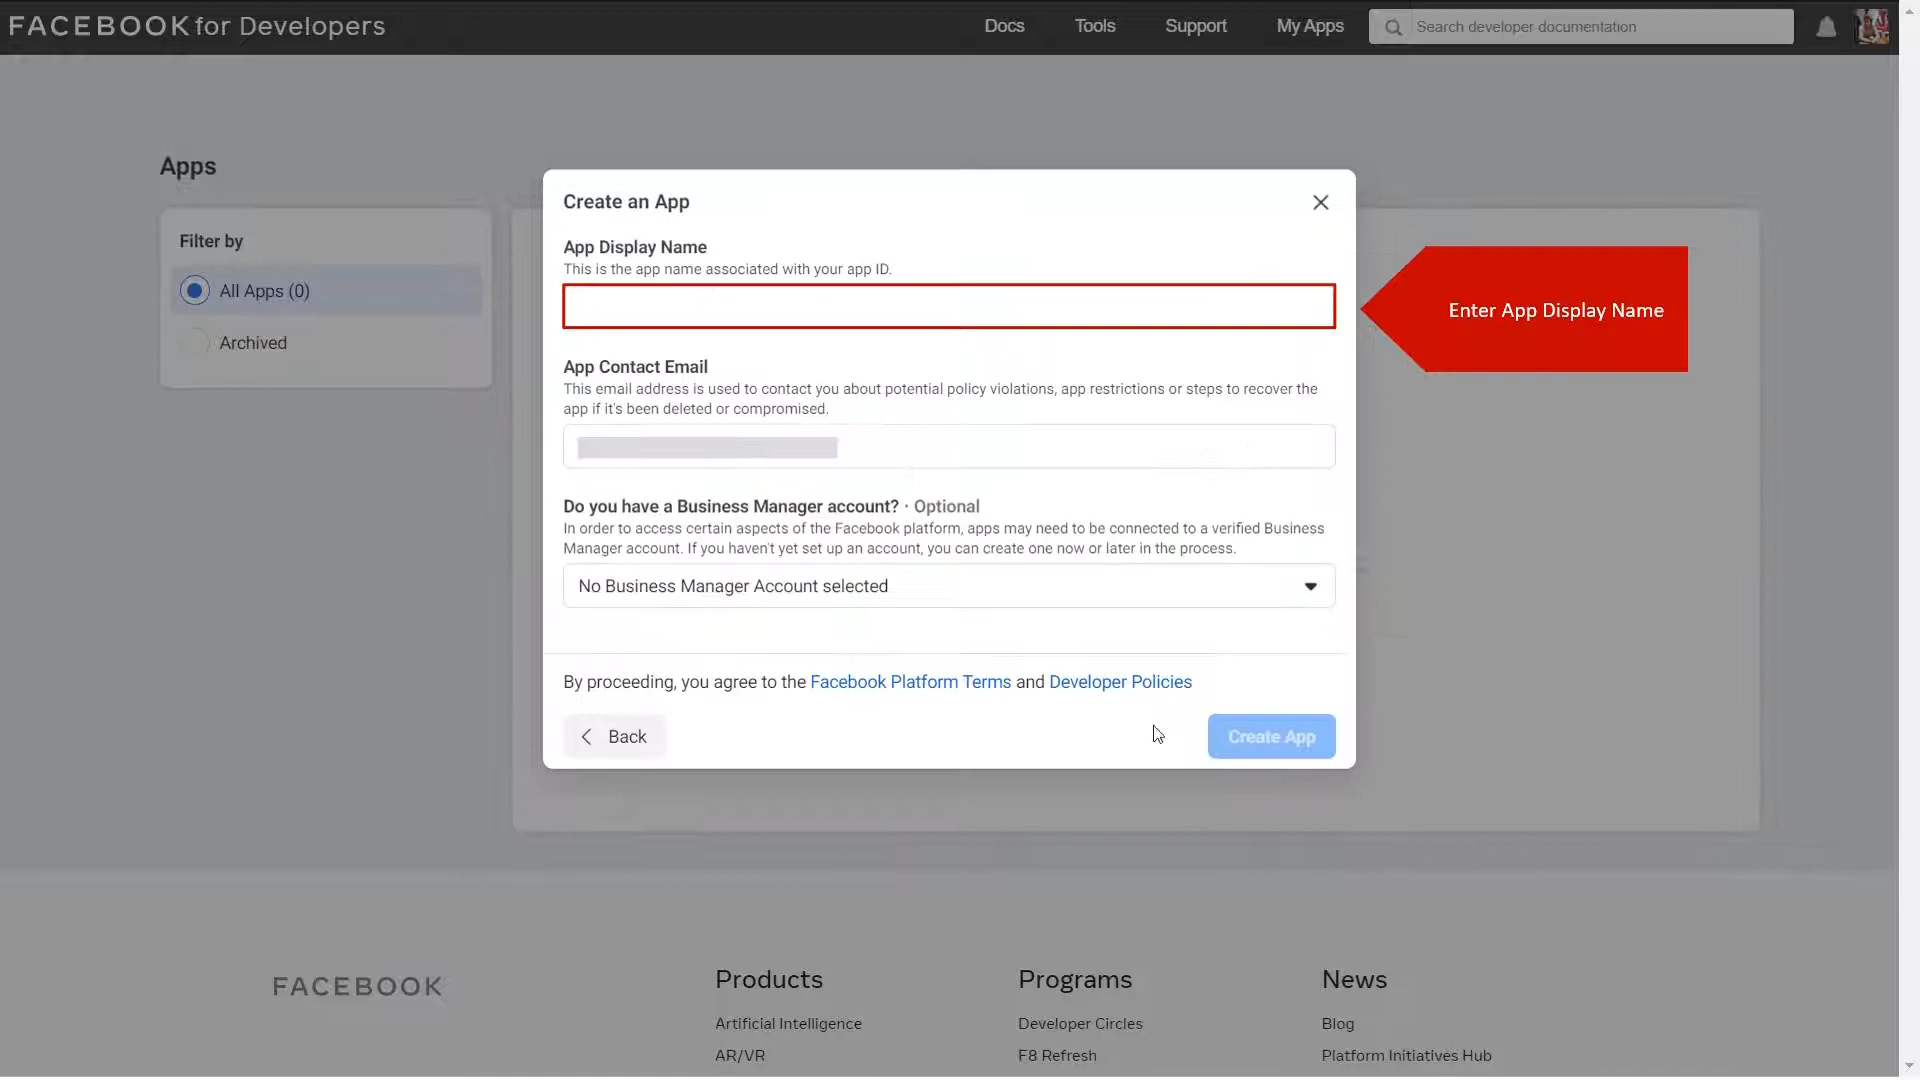 FACEBOOK for Developers
Docs
Tools
Support
My Apps
Search developer documentation
Apps
Filter by
All Apps (0)
Archived
Create an App
App Display Name
This is the app name associated with your app ID.
Enter App Display Name
App Contact Email
This email address is used to contact you about potential policy violations, app restrictions or steps to recover the
app if it's been deleted or compromised.
Do you have a Business Manager account? · Optional
In order to access certain aspects of the Facebook platform, apps may need to be connected to a verified Business
Manager account. If you haven't yet set up an account, you can create one now or later in the process.
No Business Manager Account selected
By proceeding, you agree to the Facebook Platform Terms and Developer Policies
Back
Create App
FACEBOOK
Products
Artificial Intelligence
AR/VR
Programs
Developer Circles
F8 Refresh
News
Blog
Platform Initiatives Hub